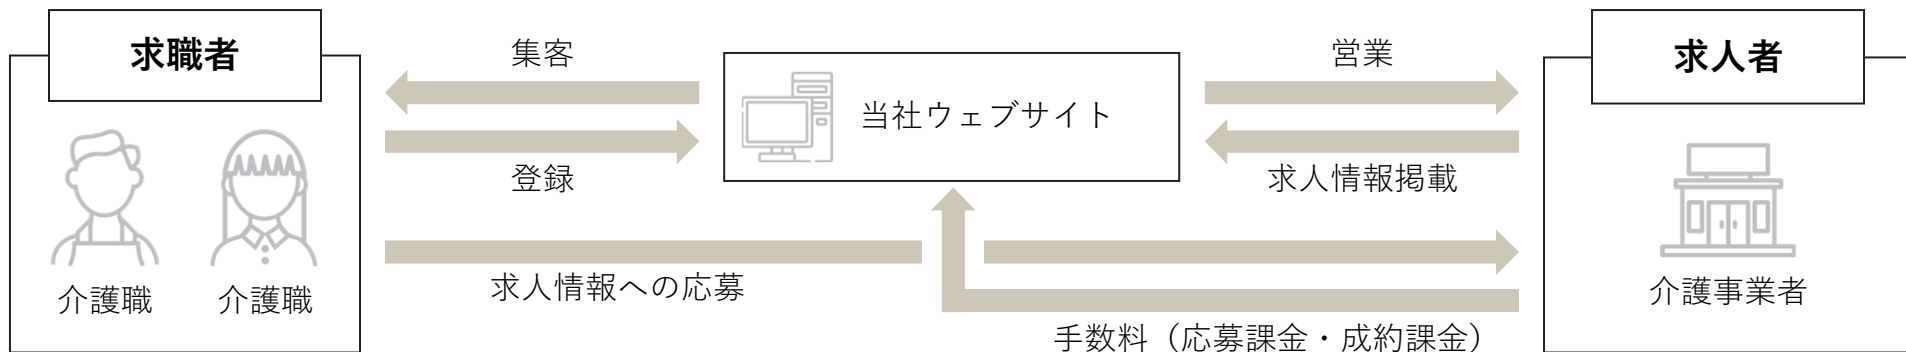 求職者
介護職
介護職
集客
登録
求人情報への応募
当社ウェブサイト
営業
求人情報掲載
手数料（応募課金・成約課金）
求人者
介護事業者